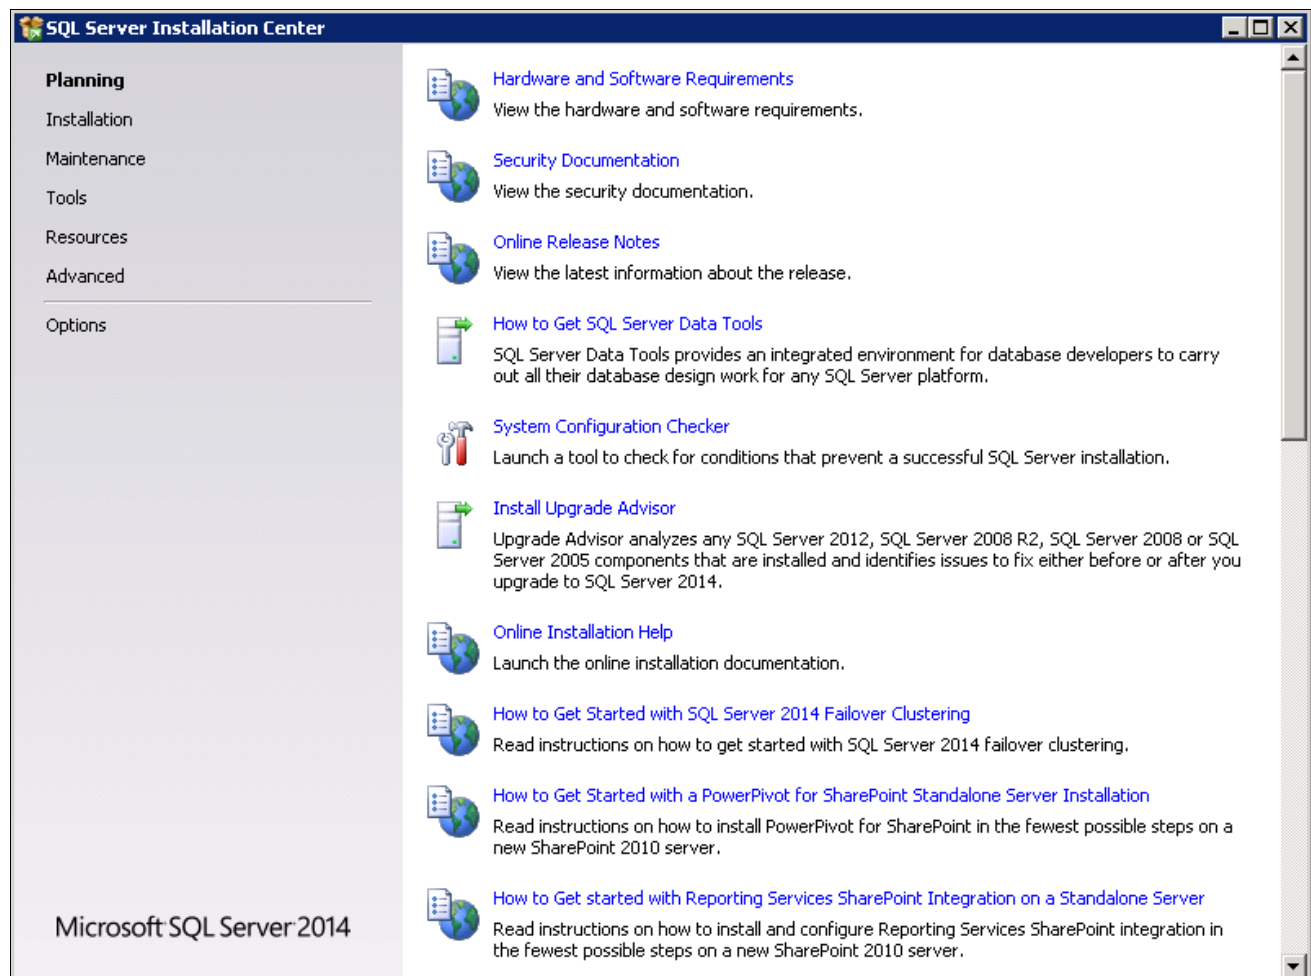 SQL Server Installation Center
Planning
Installation
Maintenance
Tools
Resources
Advanced
Options
Microsoft SQL Server 2014
Hardware and Software Requirements
View the hardware and software requirements.
Security Documentation
View the security documentation.
Online Release Notes
View the latest information about the release.
How to Get SQL Server Data Tools
SQL Server Data Tools provides an integrated environment for database developers to carry
out all their database design work for any SQL Server platform.
System Configuration Checker
Launch a tool to check for conditions that prevent a successful SQL Server installation.
Install Upgrade Advisor
Upgrade Advisor analyzes any SQL Server 2012, SQL Server 2008 R2, SQL Server 2008 or SQL
Server 2005 components that are installed and identifies issues to fix either before or after you
upgrade to SQL Server 2014.
Online Installation Help
Launch the online installation documentation.
How to Get Started with SQL Server 2014 Failover Clustering
Read instructions on how to get started with SQL Server 2014 failover clustering.
How to Get Started with a PowerPivot for SharePoint Standalone Server Installation
Read instructions on how to install PowerPivot for SharePoint in the fewest possible steps on a
new SharePoint 2010 server.
How to Get started with Reporting Services SharePoint Integration on a Standalone Server
Read instructions on how to install and configure Reporting Services SharePoint integration in
the fewest possible steps on a new SharePoint 2010 server.